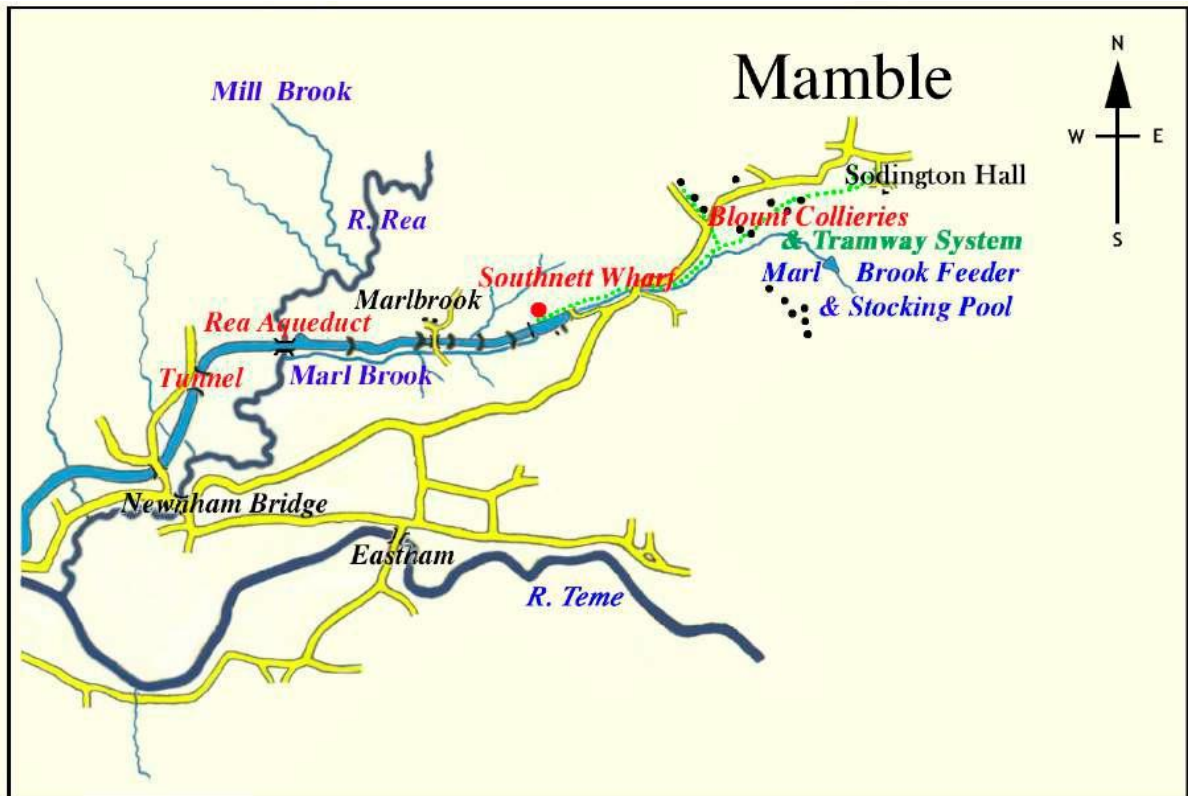 Mamble
N
W E
S
Mill Brook
R. Rea
Sodington Hall
Blount Collieries
& Tramway System
Southnett Wharf
Marl Brook Feeder
& Stocking Pool
Marlbrook
Rea Aqueduct
Tunnel
Marl Brook
Newnham Bridge
Eastham
R. Teme